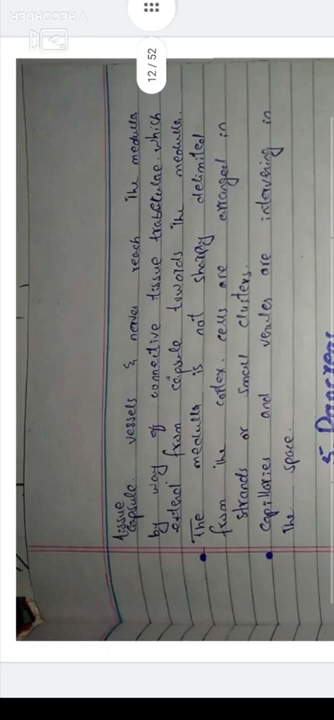 12 / 52
tissue
capsule. vessels & nerves reach the medulla
by way of connective tissue trabeculae which
extend from capsule towords the medulla.
• The medulla is not sharply delimited
from the cortex. cells are arranged in
strands or small clusters.
• Capillaries and venules are intervening in
the space.
5. Pancreas